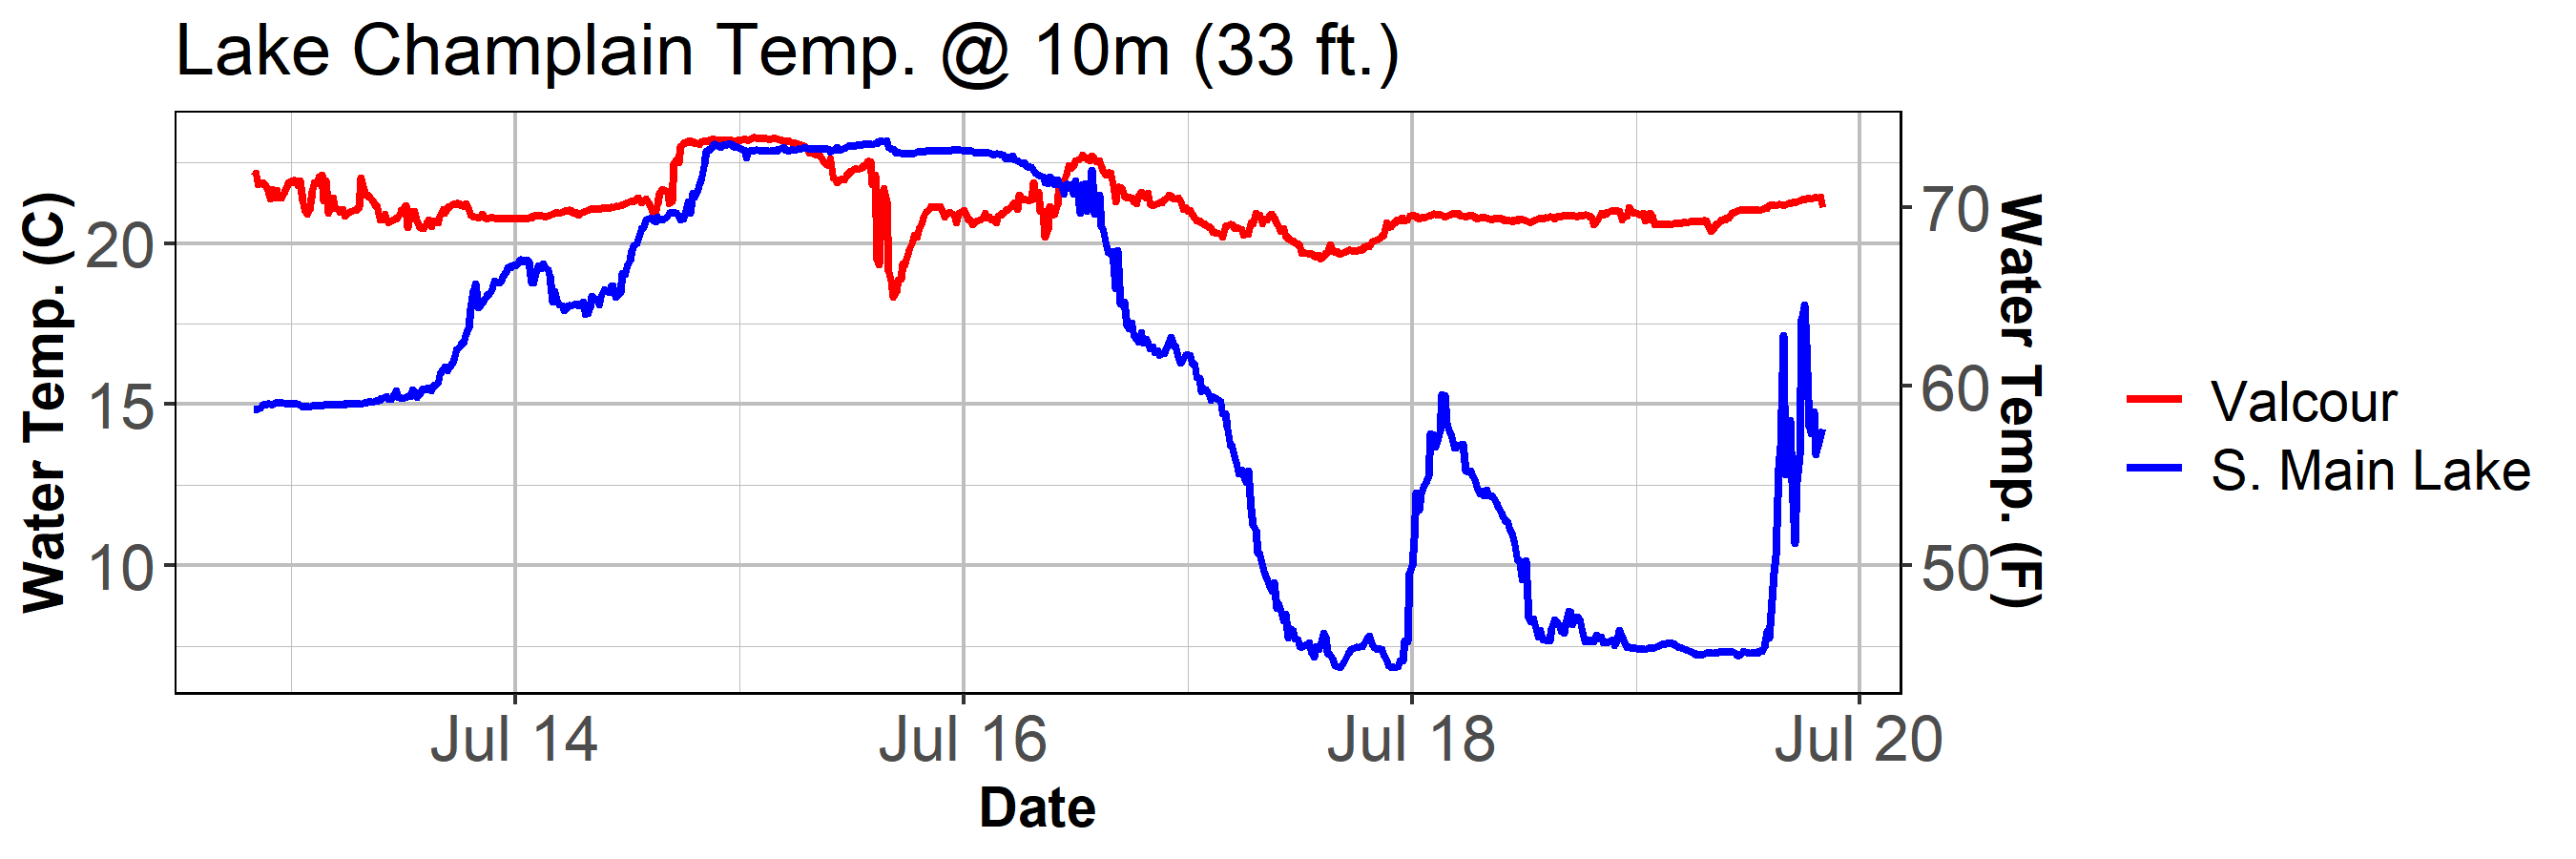 Lake Champlain Temp. @ 10m (33 ft.)
Water Temp. (C)
20
15
10
70
60
50
Water Temp. (F)
Jul 14
Jul 16
Jul 18
Jul 20
Date
Valcour
S. Main Lake